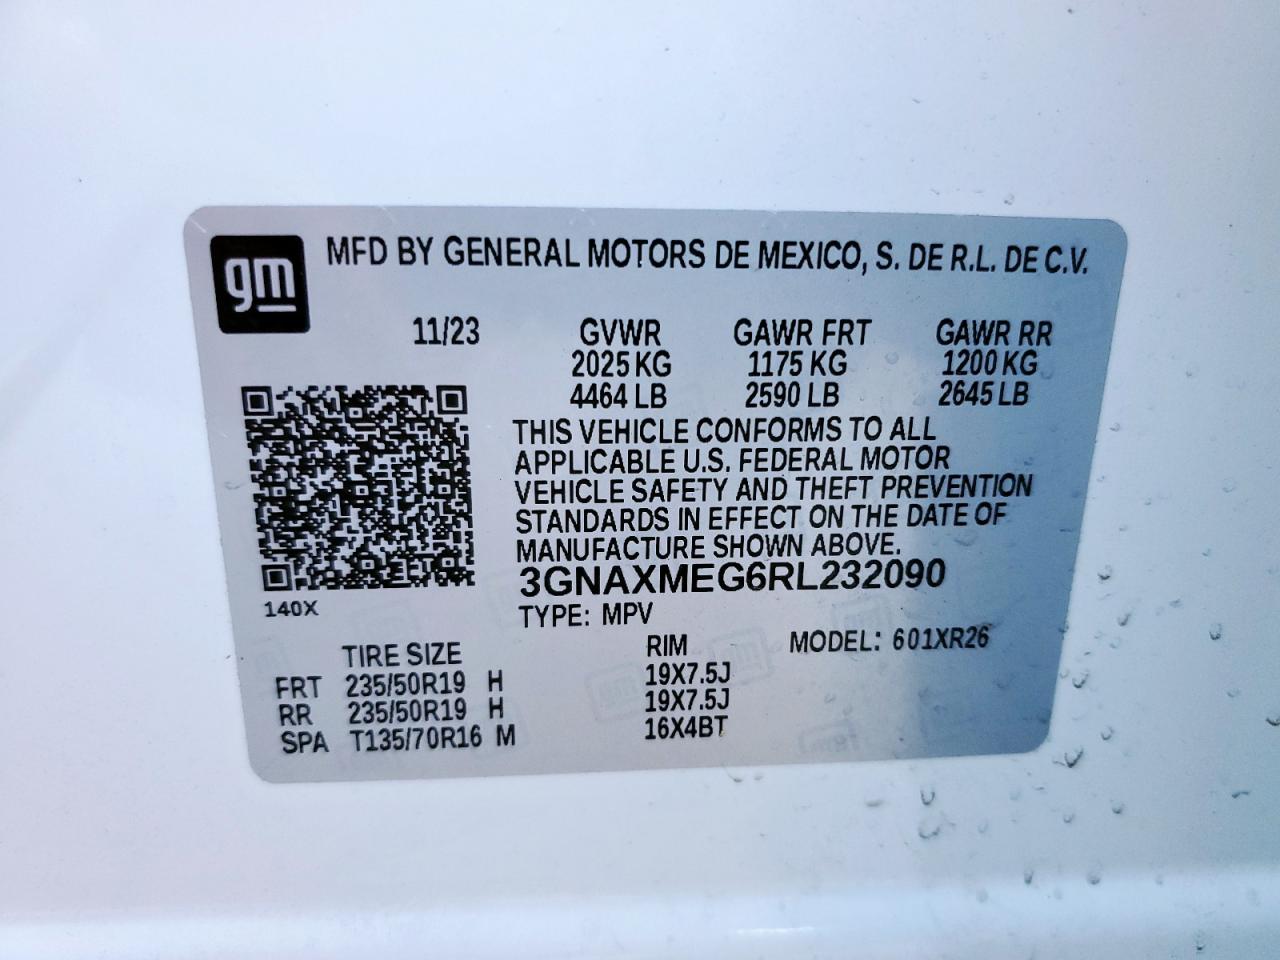 gm
MFD BY GENERAL MOTORS DE MEXICO, S. DE R.L. DE C.V.
11/23 GVWR GAWR FRT GAWR RR
2025 KG 1175 KG 1200 KG
4464 LB 2590 LB 2645 LB
THIS VEHICLE CONFORMS TO ALL
APPLICABLE U.S. FEDERAL MOTOR
VEHICLE SAFETY AND THEFT PREVENTION
STANDARDS IN EFFECT ON THE DATE OF
MANUFACTURE SHOWN ABOVE.
3GNAXMEG6RL232090
140X
TYPE: MPV
TIRE SIZE RIM MODEL: 601XR26
FRT 235/50R19 H 19X7.5J
RR 235/50R19 H 19X7.5J
SPA T135/70R16 M 16X4BT